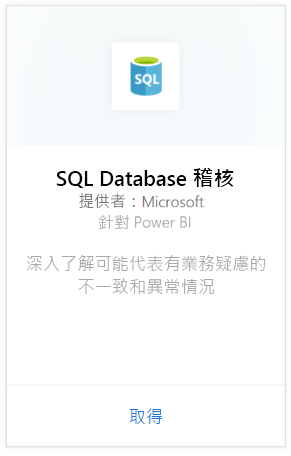 SQL
SQL Database 稽核
提供者：Microsoft
針對 Power BI
深入了解可能代表有業務疑慮的
不一致和異常情況
取得